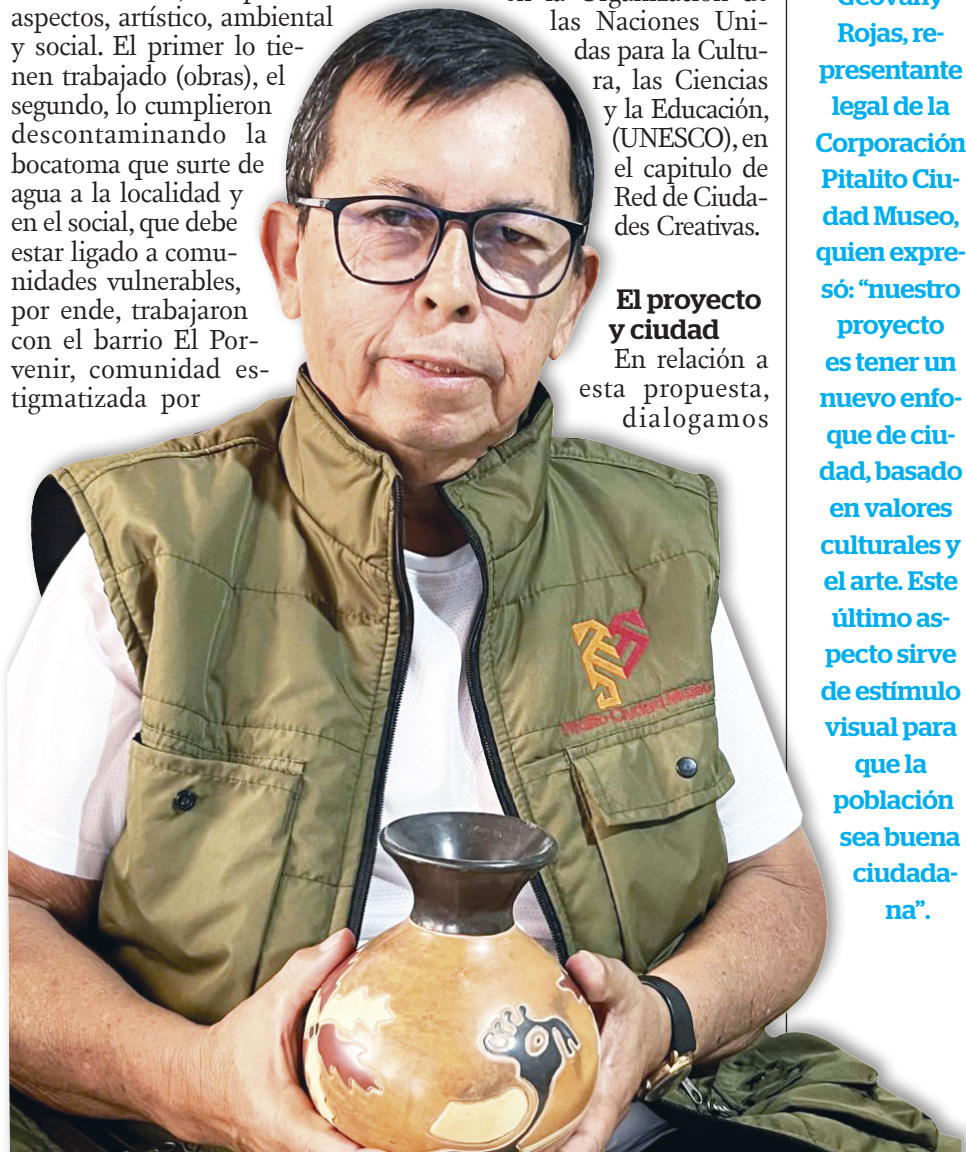 aspectos, artístico, ambiental
y social. El primer lo tie-
nen trabajado (obras), el
segundo, lo cumplieron
descontaminando la
bocatoma que surte de
agua a la localidad y
en el social, que debe
estar ligado a comu-
nidades vulnerables,
por ende, trabajaron
con el barrio El Por-
venir, comunidad es-
tigmatizada por
en la Organización de
las Naciones Uni-
das para la Cultu-
ra, las Ciencias
y la Educación,
(UNESCO), en
el capitulo de
Red de Ciuda-
des Creativas.
El proyecto
y ciudad
En relación a
esta propuesta,
dialogamos
Geovany
Rojas, re-
presentante
legal de la
Corporación
Pitalito Ciu-
dad Museo,
quien expre-
só: “nuestro
proyecto
es tener un
nuevo enfo-
que de ciu-
dad, basado
en valores
culturales y
el arte. Este
último as-
pecto sirve
de estímulo
visual para
que la
población
sea buena
ciudada-
na”.
Pitalito Ciudad Museo